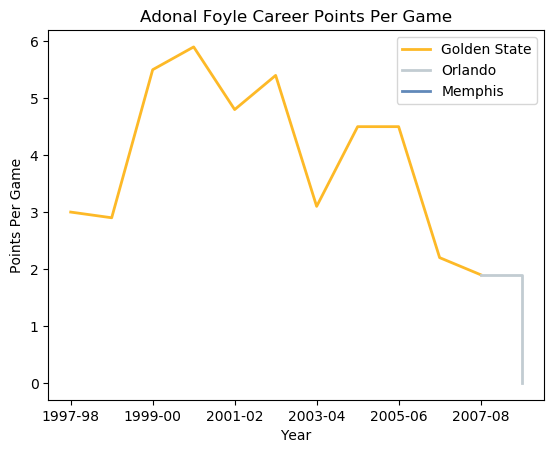 Adonal Foyle Career Points Per Game
Golden State
Orlando
Memphis
Points Per Game
6
5
4
3
2
1
0
1997-98
1999-00
2001-02
2003-04
2005-06
2007-08
Year